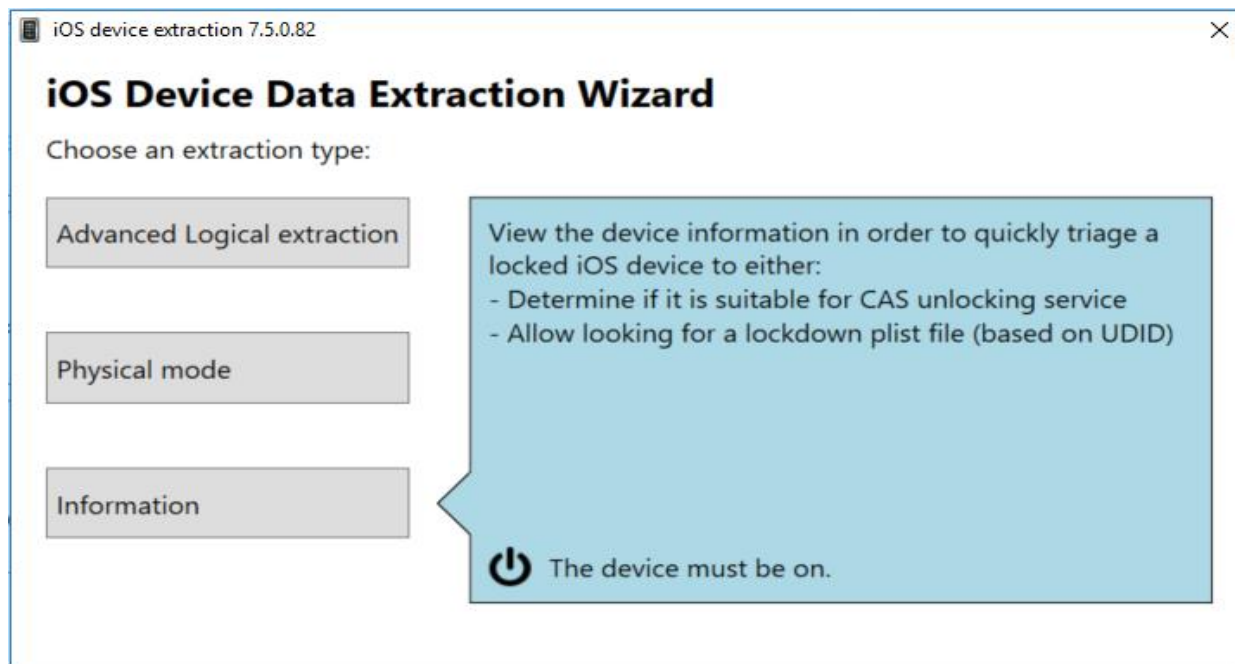 iOS device extraction 7.5.0.82
iOS Device Data Extraction Wizard
Choose an extraction type:
Advanced Logical extraction
Physical mode
Information
View the device information in order to quickly triage a
locked iOS device to either:
- Determine if it is suitable for CAS unlocking service
- Allow looking for a lockdown plist file (based on UDID)
The device must be on.